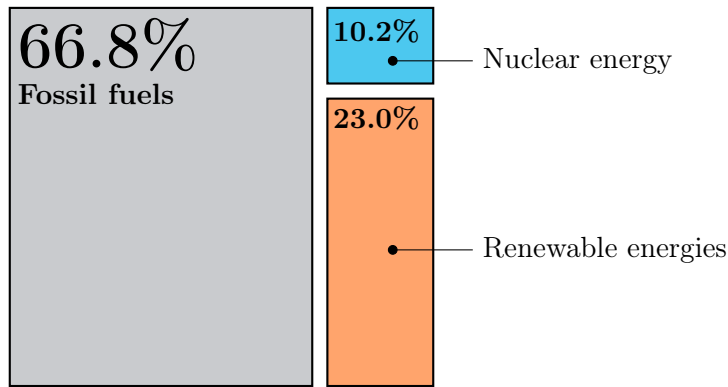 66.8%
Fossil fuels
10.2%
Nuclear energy
23.0%
Renewable energies